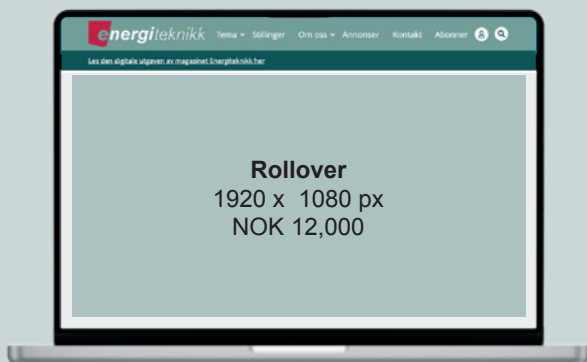 energiteknikk Tema Stillinger Om oss Annonser Kontakt Abonner
Les den digitale utgaven av magasinet Energiteknikk her
Rollover
1920 x 1080 px
NOK 12,000